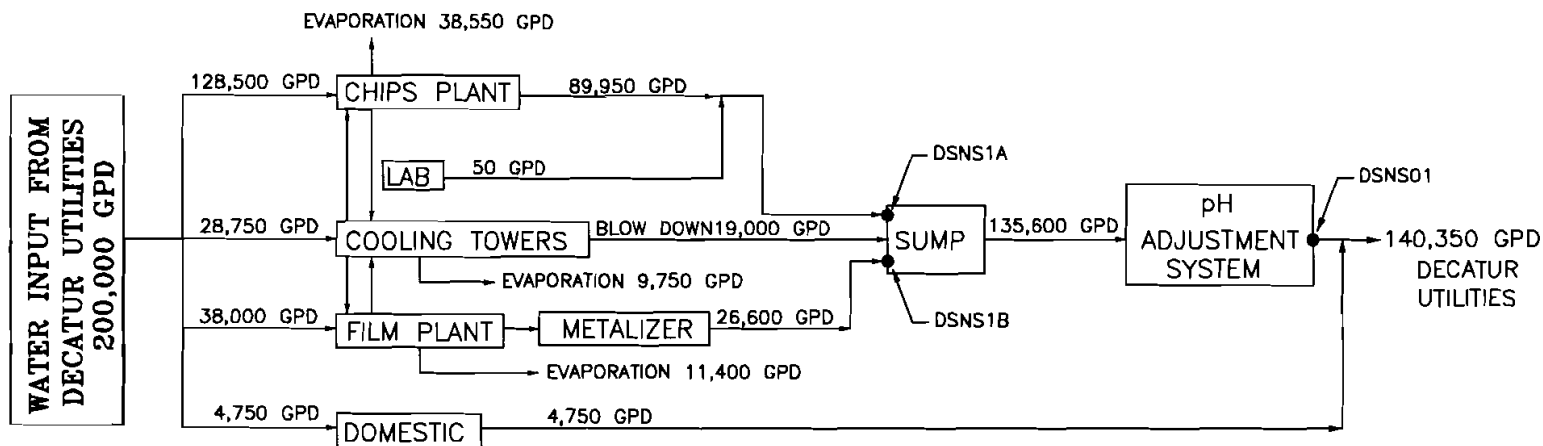 EVAPORATION 38,550 GPD
WATER INPUT FROM
DECATUR UTILITIES
200,000 GPD
128,500 GPD
CHIPS PLANT
89,950 GPD
LAB
50 GPD
DSNS1A
28,750 GPD
COOLING TOWERS
BLOW DOWN19,000 GPD
SUMP
135,600 GPD
pH
ADJUSTMENT
SYSTEM
DSNS01
140,350 GPD
DECATUR
UTILITIES
EVAPORATION 9,750 GPD
38,000 GPD
FILM PLANT
METALIZER
26,600 GPD
DSNS1B
EVAPORATION 11,400 GPD
4,750 GPD
DOMESTIC
4,750 GPD